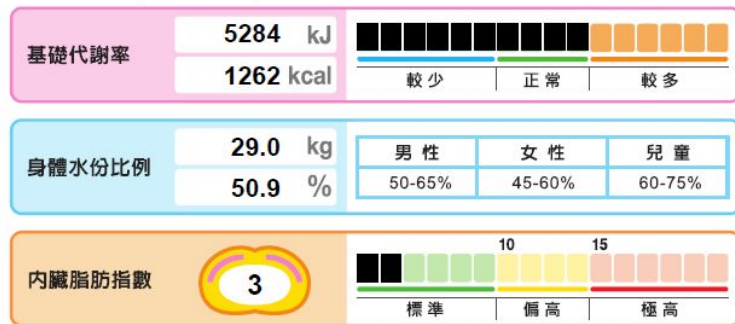 基礎代謝率
5284 kJ
1262 kcal
較少 正常 較多
身體水份比例
29.0 kg
50.9 %
男性 女性 兒童
50-65% 45-60% 60-75%
內臟脂肪指數
3
10 15
標準 偏高 極高